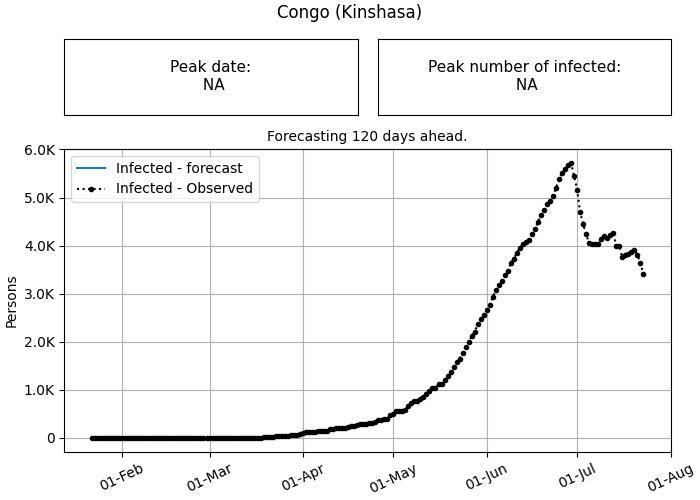 Congo (Kinshasa)
Peak date:
NA
Peak number of infected:
NA
Forecasting 120 days ahead.
Infected - forecast
Infected - Observed
Persons
6.0K
5.0K
4.0K
3.0K
2.0K
1.0K
0
01-Feb
01-Mar
01-Apr
01-May
01-Jun
01-Jul
01-Aug